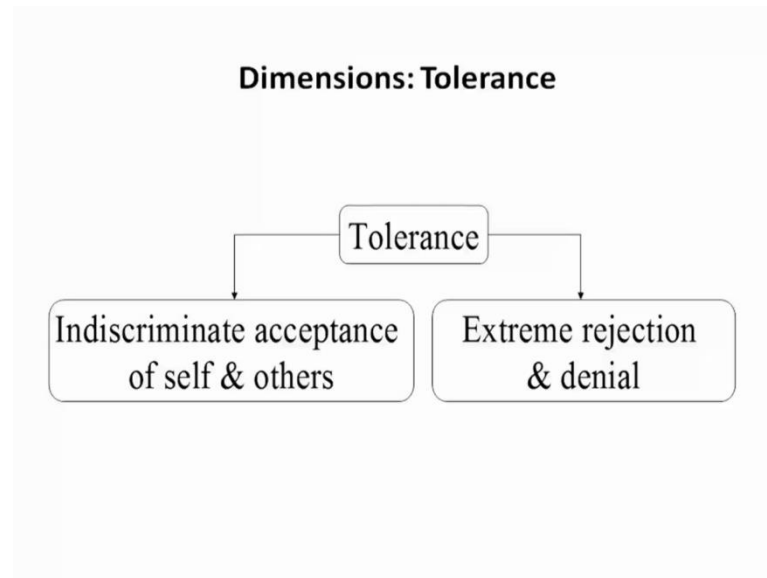 Dimensions: Tolerance
Tolerance
Indiscriminate acceptance
of self & others
Extreme rejection
& denial